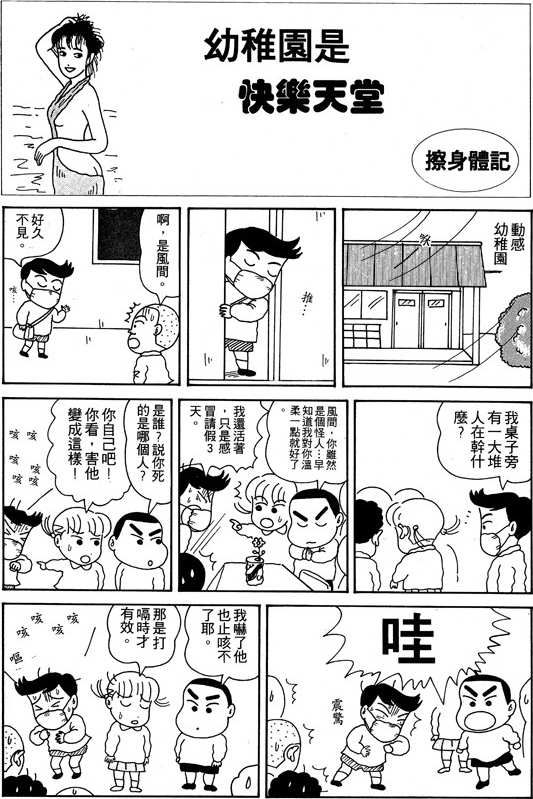 幼稚園是
快樂天堂
擦身體記
動感
幼稚園
推…
啊，是風間。
好久
不見。
咳…
我桌子旁
有一大堆
人在幹什
麼？
風間，你雖然
是個怪人…早
知道我對你溫
柔一點就好了
我還活著
，只是感
冒請假3
天。
是誰？說你死
的是哪個人？
你自己吧！
你看，害他
變成這樣！
咳
咳
咳
咳
哇
震驚
我嚇了他
也止咳不
了耶。
那是打
嗝時才
有效。
咳
咳
咳
嘔…